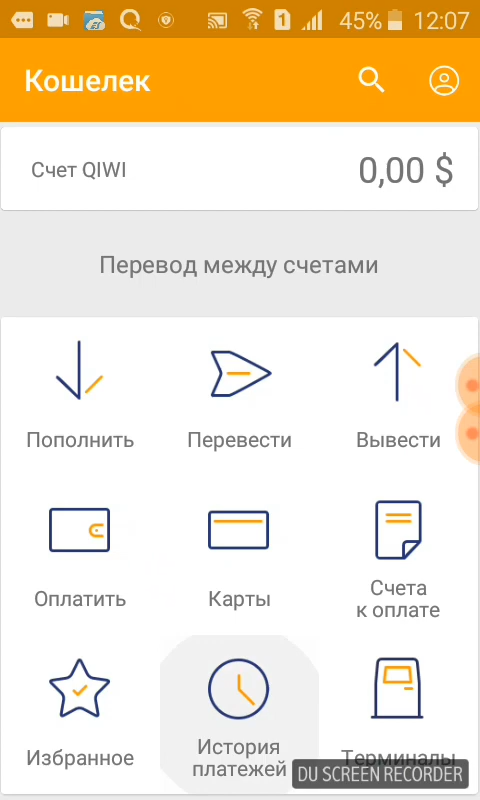 45% 12:07
Кошелек
Счет QIWI 0,00 $
Перевод между счетами
Пополнить Перевести Вывести
Оплатить Карты Счета
к оплате
Избранное История
платежей Терминалы
DU SCREEN RECORDER